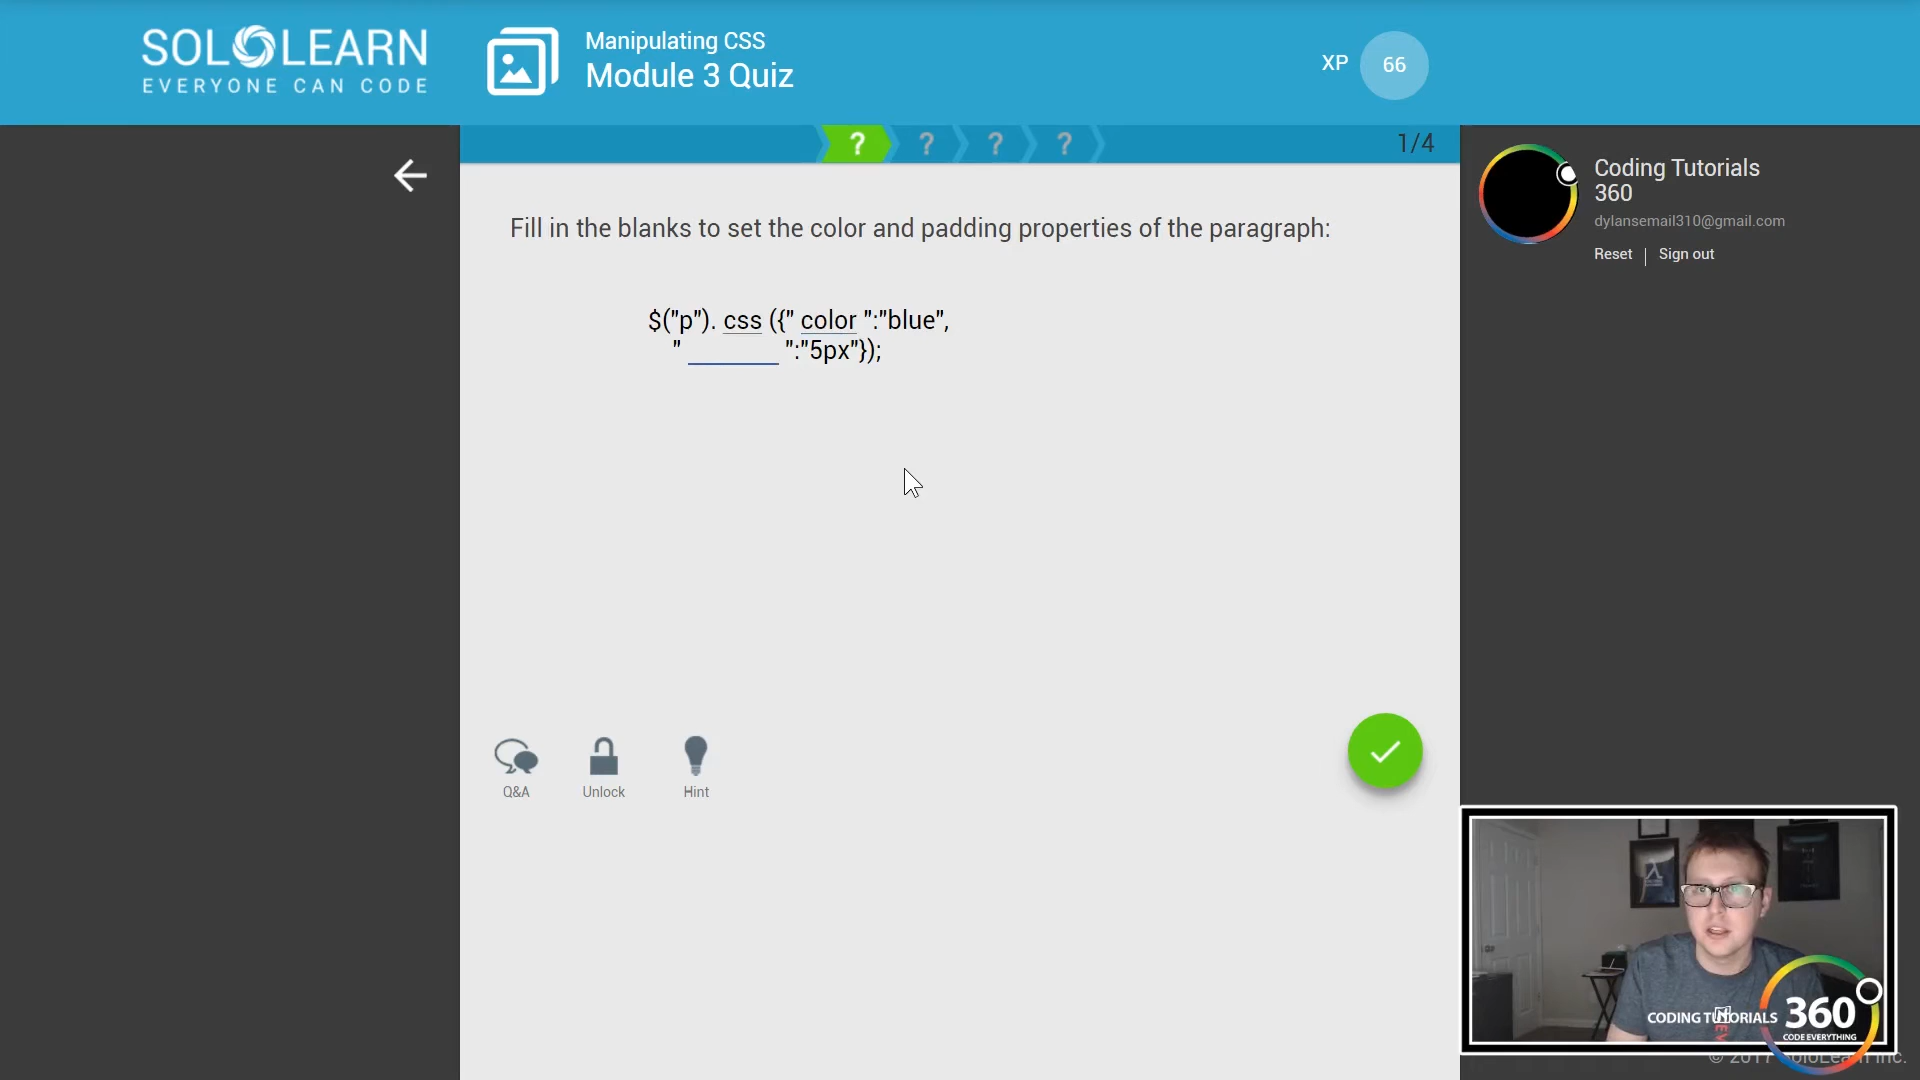 SOLOLEARN
EVERYONE CAN CODE
Manipulating CSS
Module 3 Quiz
XP 66
? ? ? ?
1/4
Coding Tutorials
360
dylansemail310@gmail.com
Reset | Sign out
Fill in the blanks to set the color and padding properties of the paragraph:
$("p"). css ({" color ":"blue",
" ":"5px"});
Q&A
Unlock
Hint
CODING TUTORIALS 360
CODE EVERYTHING